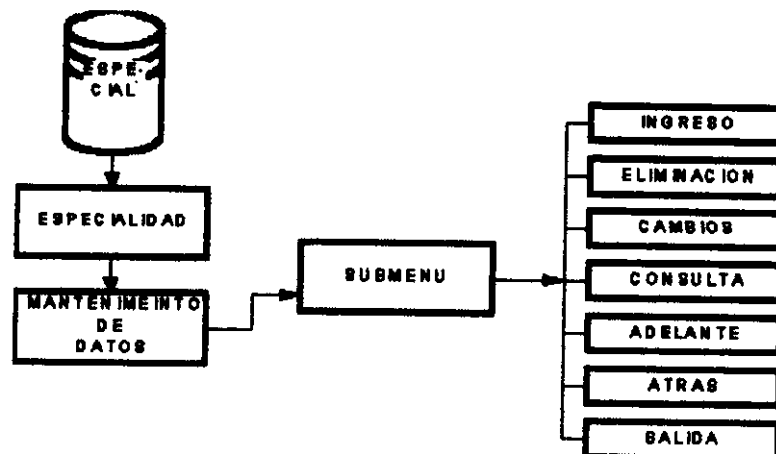 ESPE-
CIAL
ESPECIALIDAD
MANTENIMEINTO
DE
DATOS
SUBMENU
INGRESO
ELIMINACION
CAMBIOS
CONSULTA
ADELANTE
ATRAS
SALIDA